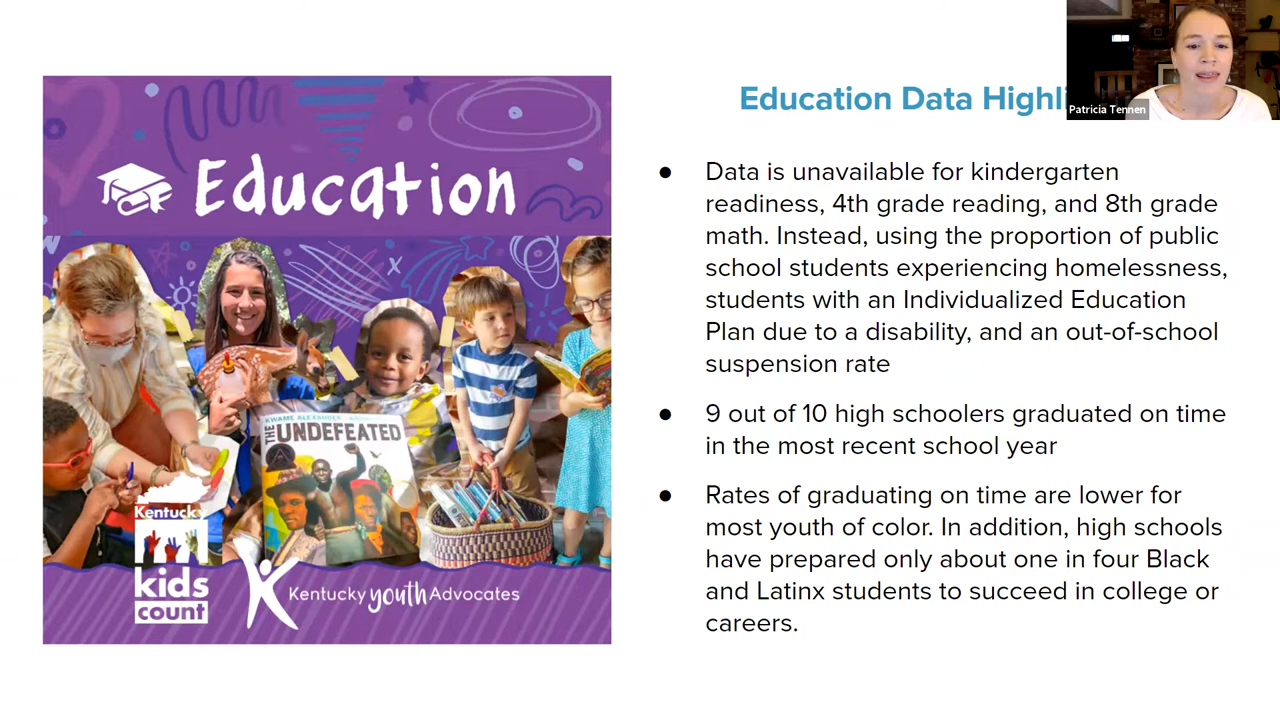 Education
KWAME ALEXANDER
THE
UNDEFEATED
Kentucky
kids
count
Kentucky youth Advocates
Education Data Highli
Patricia Tennen
● Data is unavailable for kindergarten
readiness, 4th grade reading, and 8th grade
math. Instead, using the proportion of public
school students experiencing homelessness,
students with an Individualized Education
Plan due to a disability, and an out-of-school
suspension rate
● 9 out of 10 high schoolers graduated on time
in the most recent school year
● Rates of graduating on time are lower for
most youth of color. In addition, high schools
have prepared only about one in four Black
and Latinx students to succeed in college or
careers.